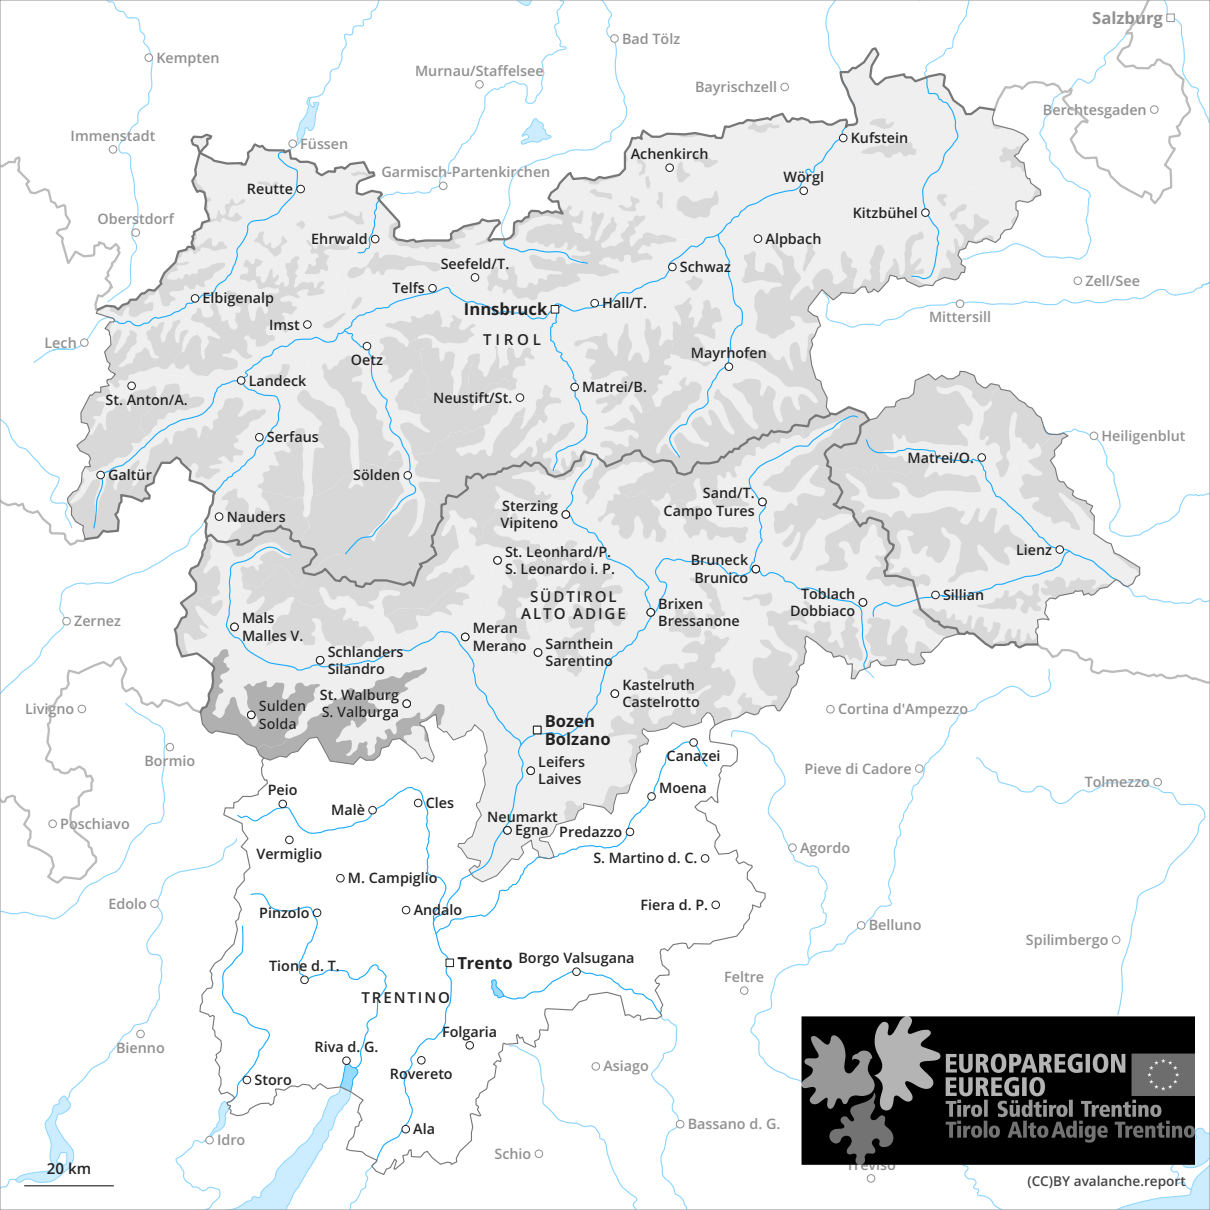 Salzburg
Bad Tölz
Kempten
Murnau/Staffelsee
Bayrischzell
Berchtesgaden
Immenstadt
Füssen
Kufstein
Achenkirch
Garmisch-Partenkirchen
Wörgl
Reutte
Oberstdorf
Kitzbühel
Ehrwald
Alpbach
Seefeld/T.
Schwaz
Zell/See
Telfs
Elbigenalp
Hall/T.
Innsbruck
Mittersill
Imst
TIROL
Lech
Oetz
Mayrhofen
Landeck
Matrei/B.
St. Anton/A.
Neustift/St.
Serfaus
Heiligenblut
Matrei/O.
Galtür
Sölden
Sand/T.
Campo Tures
Sterzing
Vipiteno
Nauders
Lienz
St. Leonhard/P.
S. Leonardo i. P.
Bruneck
Brunico
SÜDTIROL
ALTO ADIGE
Toblach
Dobbiaco
Sillian
Brixen
Bressanone
Zernez
Mals
Malles V.
Meran
Merano
Sarnthein
Sarentino
Schlanders
Silandro
Kastelruth
Castelrotto
St. Walburg
S. Valburga
Sulden
Solda
Livigno
Cortina d'Ampezzo
Bozen
Bolzano
Bormio
Canazei
Leifers
Laives
Pieve di Cadore
Tolmezzo
Peio
Moena
Malè
Cles
Neumarkt
Egna
Predazzo
Poschiavo
Vermiglio
S. Martino d. C.
Agordo
M. Campiglio
Edolo
Pinzolo
Andalo
Fiera d. P.
Belluno
Spilimbergo
Tione d. T.
Trento
Borgo Valsugana
Feltre
TRENTINO
Folgaria
Bienno
Riva d. G.
Rovereto
Asiago
Storo
EUROPAREGION
EUREGIO
Tirol Südtirol Trentino
Tirolo Alto Adige Trentino
Ala
Bassano d. G.
Idro
Schio
Treviso
20 km
(CC)BY avalanche.report